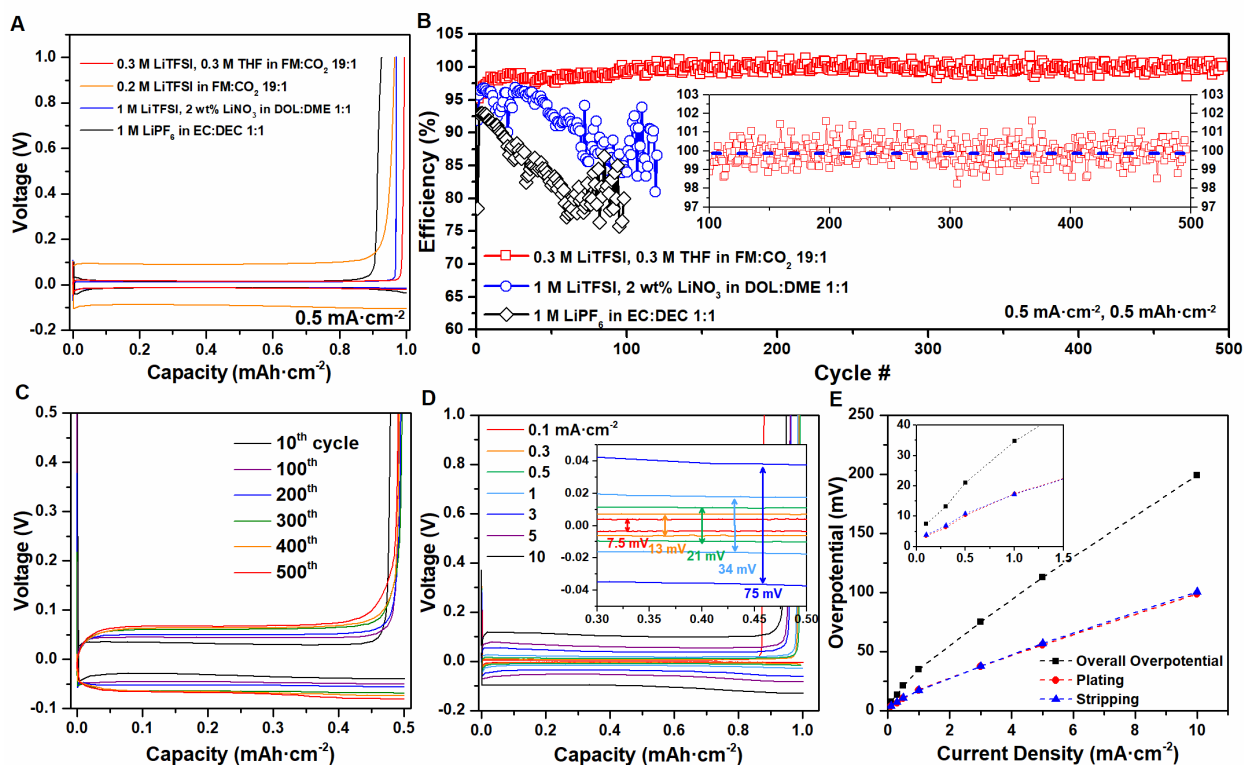 A
1.0
0.8
0.6
0.4
0.2
0.0
-0.2
Voltage (V)
0.3 M LiTFSI, 0.3 M THF in FM:CO₂ 19:1
0.2 M LiTFSI in FM:CO₂ 19:1
1 M LiTFSI, 2 wt% LiNO₃ in DOL:DME 1:1
1 M LiPF₆ in EC:DEC 1:1
0.5 mA·cm⁻²
0.0 0.2 0.4 0.6 0.8 1.0
Capacity (mAh·cm⁻²)
B
105
100
95
90
85
80
75
70
65
60
Efficiency (%)
103
102
101
100
99
98
97
103
102
101
100
99
98
97
100 200 300 400 500
0.3 M LiTFSI, 0.3 M THF in FM:CO₂ 19:1
1 M LiTFSI, 2 wt% LiNO₃ in DOL:DME 1:1
1 M LiPF₆ in EC:DEC 1:1
0.5 mA·cm⁻², 0.5 mAh·cm⁻²
0 100 200 300 400 500
Cycle #
C
0.5
0.4
0.3
0.2
0.1
0.0
-0.1
Voltage (V)
10ᵗʰ cycle
100ᵗʰ
200ᵗʰ
300ᵗʰ
400ᵗʰ
500ᵗʰ
0.0 0.1 0.2 0.3 0.4 0.5
Capacity (mAh·cm⁻²)
D
1.0
0.8
0.6
0.4
0.2
0.0
-0.2
Voltage (V)
0.1 mA·cm⁻²
0.3
0.5
1
3
5
10
0.04
0.02
0.00
-0.02
-0.04
7.5 mV
13 mV
21 mV
34 mV
75 mV
0.30 0.35 0.40 0.45 0.50
0.0 0.2 0.4 0.6 0.8 1.0
Capacity (mAh·cm⁻²)
E
250
200
150
100
50
0
Overpotential (mV)
40
30
20
10
0
0.0 0.5 1.0 1.5
Overall Overpotential
Plating
Stripping
0 2 4 6 8 10
Current Density (mA·cm⁻²)